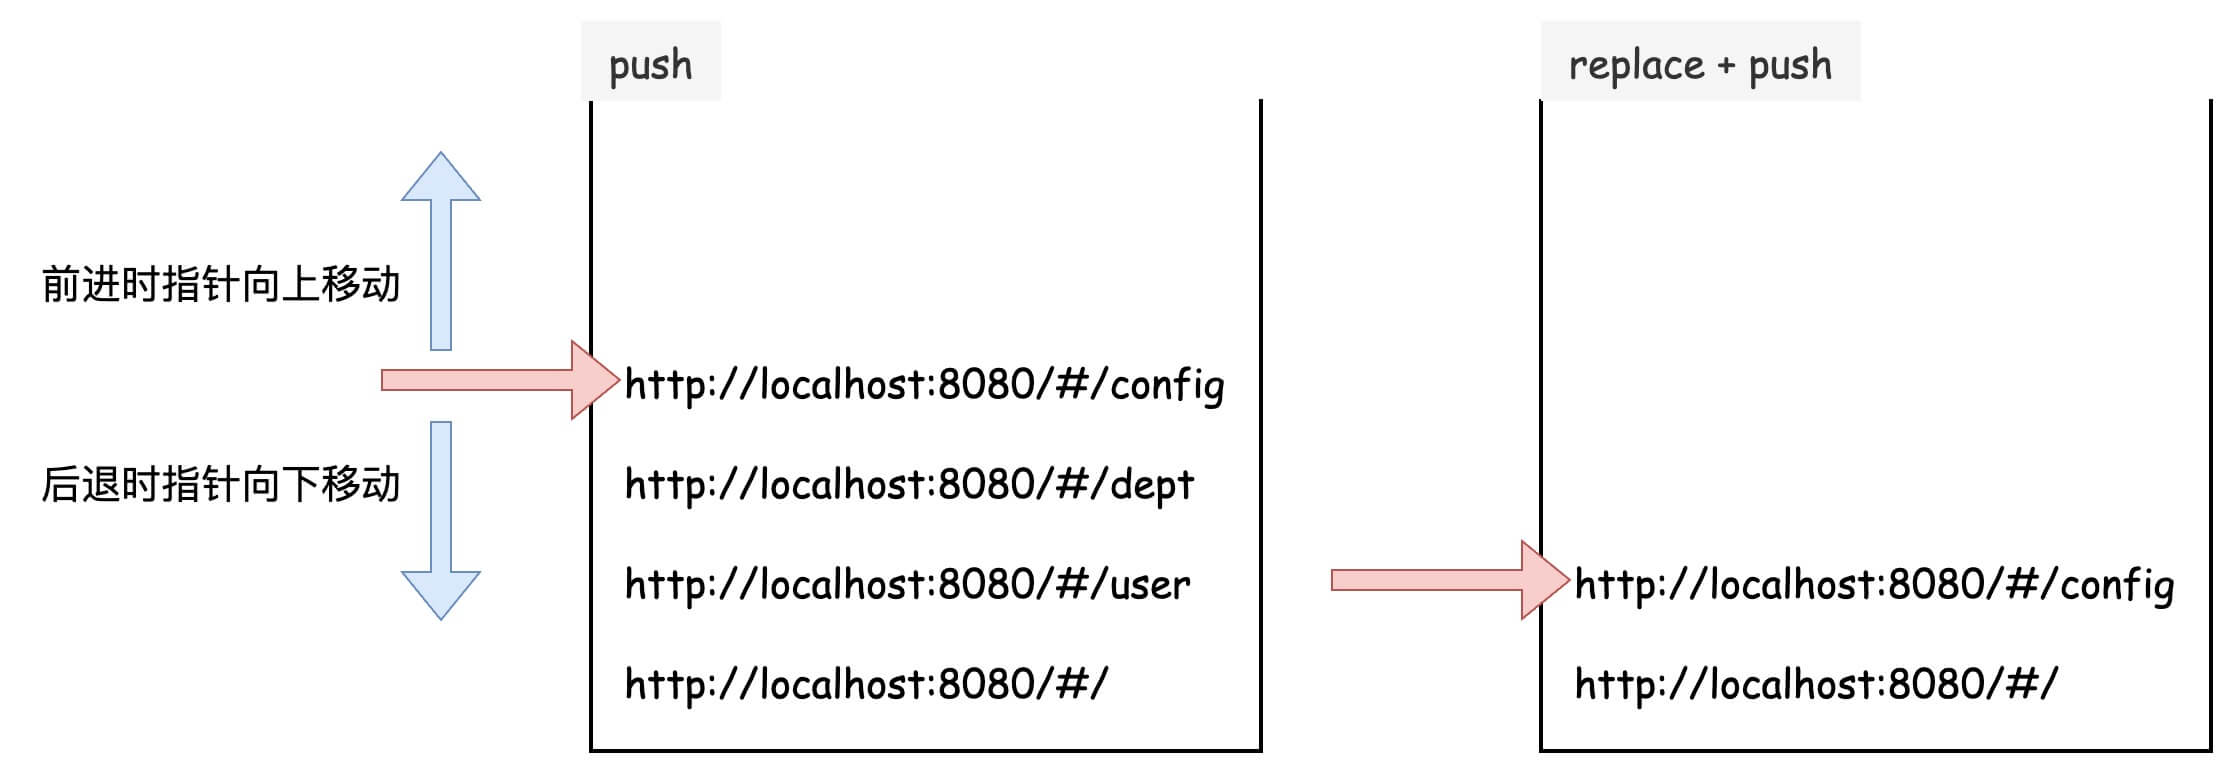 push
前进时指针向上移动
后退时指针向下移动
http://localhost:8080/#/config
http://localhost:8080/#/dept
http://localhost:8080/#/user
http://localhost:8080/#/
replace + push
http://localhost:8080/#/config
http://localhost:8080/#/